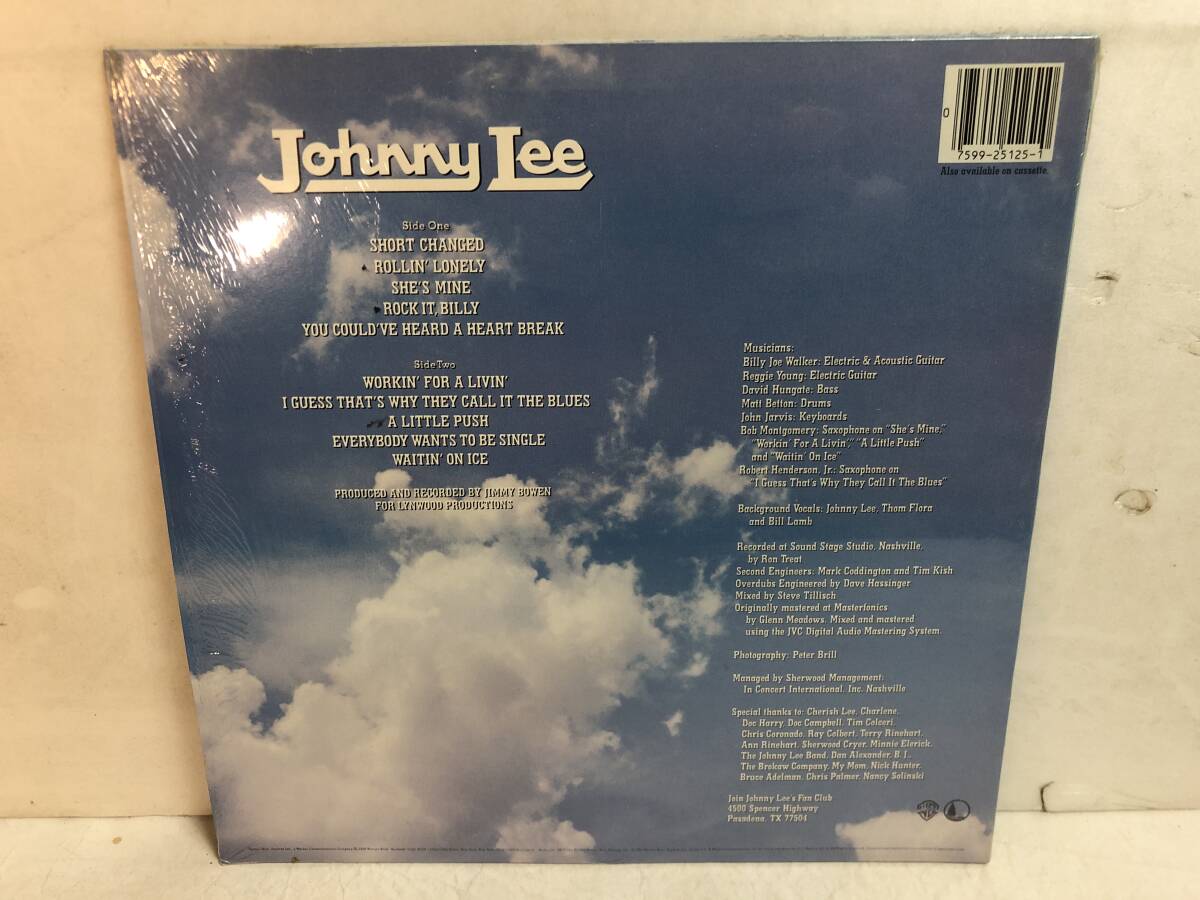 Johnny Lee
Side One
SHORT CHANGED
ROLLIN' LONELY
SHE'S MINE
ROCK IT, BILLY
YOU COULD'VE HEARD A HEART BREAK
Side Two
WORKIN' FOR A LIVIN'
I GUESS THAT'S WHY THEY CALL IT THE BLUES
A LITTLE PUSH
EVERYBODY WANTS TO BE SINGLE
WAITIN' ON ICE
PRODUCED AND RECORDED BY JIMMY BOWEN
FOR LYNWOOD PRODUCTIONS
0
7599-25125-1
Also available on cassette.
Musicians:
Billy Joe Walker: Electric & Acoustic Guitar
Reggie Young: Electric Guitar
David Hungate: Bass
Matt Betton: Drums
John Jarvis: Keyboards
Bob Montgomery: Saxophone on "She's Mine,"
"Workin' For A Livin'," "A Little Push"
and "Waitin' On Ice"
Robert Henderson, Jr.: Saxophone on
"I Guess That's Why They Call It The Blues"
Background Vocals: Johnny Lee, Thom Flora
and Bill Lamb
Recorded at Sound Stage Studio, Nashville,
by Ron Treat
Second Engineers: Mark Coddington and Tim Kish
Overdubs Engineered by Dave Hassinger
Mixed by Steve Tillisch
Originally mastered at Masterfonics
by Glenn Meadows. Mixed and mastered
using the JVC Digital Audio Mastering System.
Photography: Peter Brill
Managed by Sherwood Management:
In Concert International, Inc. Nashville
Special thanks to: Cherish Lee, Charlene,
Doc Harry, Doc Campbell, Tim Colceri,
Chris Coronado, Ray Colbert, Terry Rinehart,
Ann Rinehart, Sherwood Cryer, Minnie Elerick,
The Johnny Lee Band, Dan Alexander, B.J.,
The Brokaw Company, My Mom, Nick Hunter,
Bruce Adelman, Chris Palmer, Nancy Solinski
Join Johnny Lee's Fan Club
4500 Spencer Highway
Pasadena, TX 77504